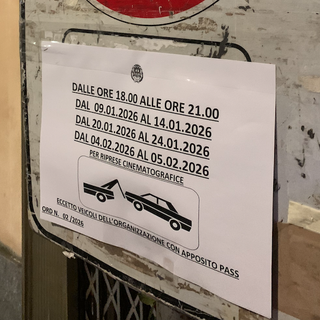 DALLE ORE 18.00 ALLE ORE 21.00
DAL 09.01.2026 AL 14.01.2026
DAL 20.01.2026 AL 24.01.2026
DAL 04.02.2026 AL 05.02.2026
PER RIPRESE CINEMATOGRAFICE
ECCETTO VEICOLI DELL'ORGANIZZAZIONE CON APPOSITO PASS
ORD N. 02/2026